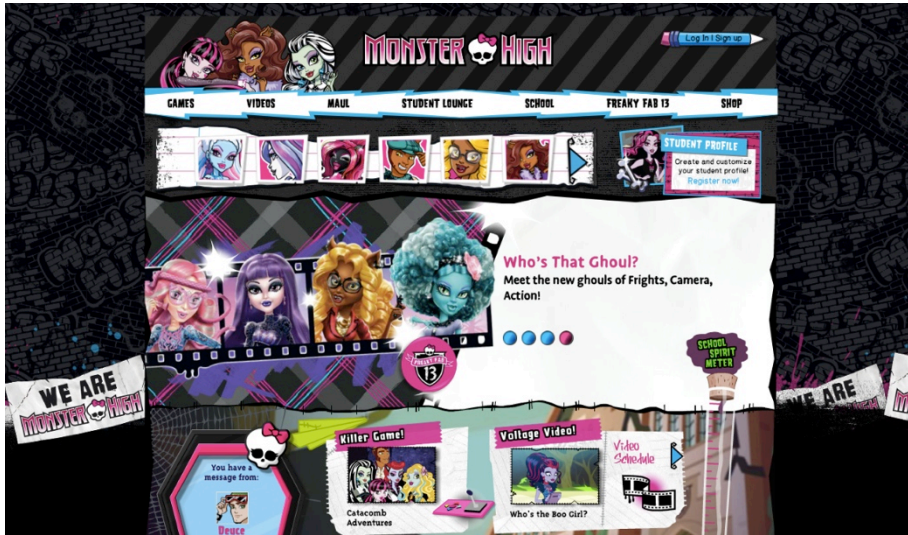 MONSTER HIGH
Log In | Sign up
GAMES
VIDEOS
MAUL
STUDENT LOUNGE
SCHOOL
FREAKY FAB 13
SHOP
STUDENT PROFILE
Create and customize
your student profile!
Register now!
Who's That Ghoul?
Meet the new ghouls of Frights, Camera,
Action!
FREAKY FAB
13
SCHOOL
SPIRIT
METER
WE ARE
MONSTER HIGH
WE ARE
Killer Game!
Voltage Video!
You have a
message from:
Deuce
Catacomb
Adventures
Who's the Boo Girl?
Video
Schedule